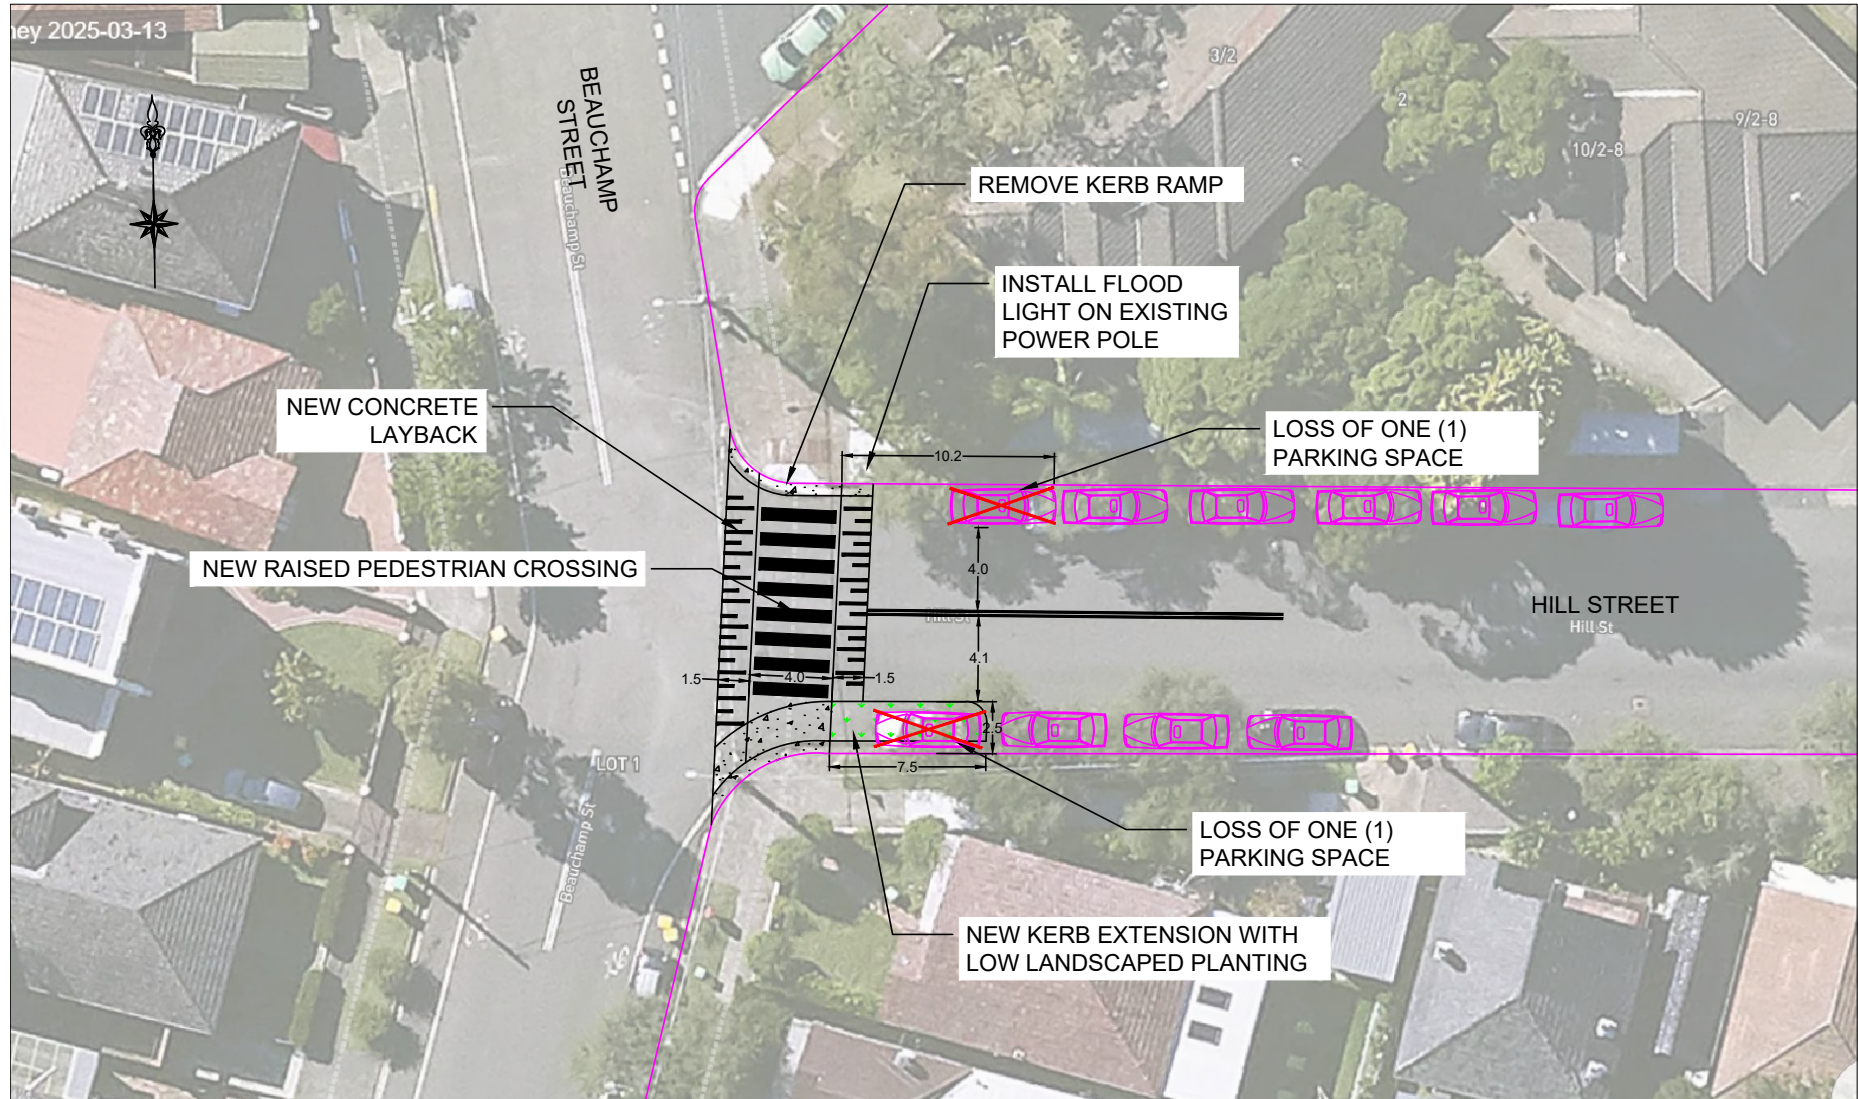 ney 2025-03-13
BEAUCHAMP
STREET
Beauchamp St
3/2
2
9/2-8
10/2-8
REMOVE KERB RAMP
INSTALL FLOOD
LIGHT ON EXISTING
POWER POLE
NEW CONCRETE
LAYBACK
LOSS OF ONE (1)
PARKING SPACE
10.2
NEW RAISED PEDESTRIAN CROSSING
4.0
HILL STREET
Hill St
Hill St
4.1
1.5
4.0
1.5
2.5
7.5
LOT 1
Beauchamp St
LOSS OF ONE (1)
PARKING SPACE
NEW KERB EXTENSION WITH
LOW LANDSCAPED PLANTING